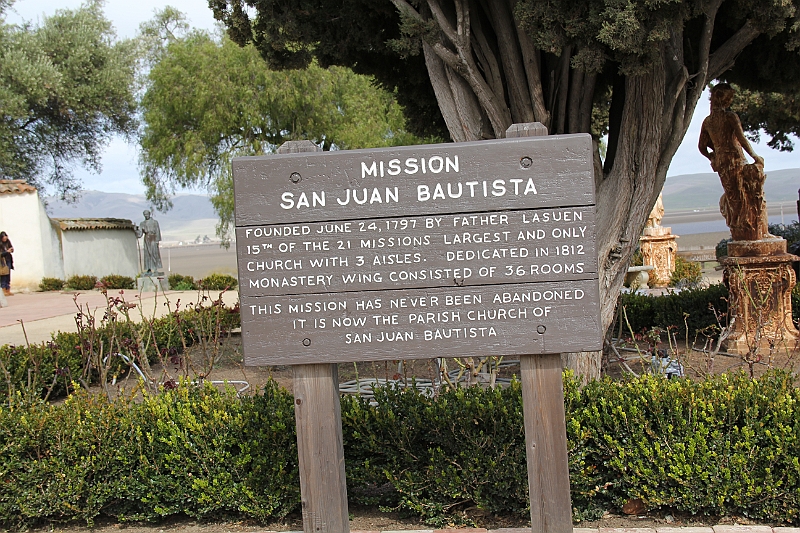 MISSION
SAN JUAN BAUTISTA
FOUNDED JUNE 24, 1797 BY FATHER LASUEN
15TH OF THE 21 MISSIONS LARGEST AND ONLY
CHURCH WITH 3 AISLES. DEDICATED IN 1812
MONASTERY WING CONSISTED OF 36 ROOMS
THIS MISSION HAS NEVER BEEN ABANDONED
IT IS NOW THE PARISH CHURCH OF
SAN JUAN BAUTISTA